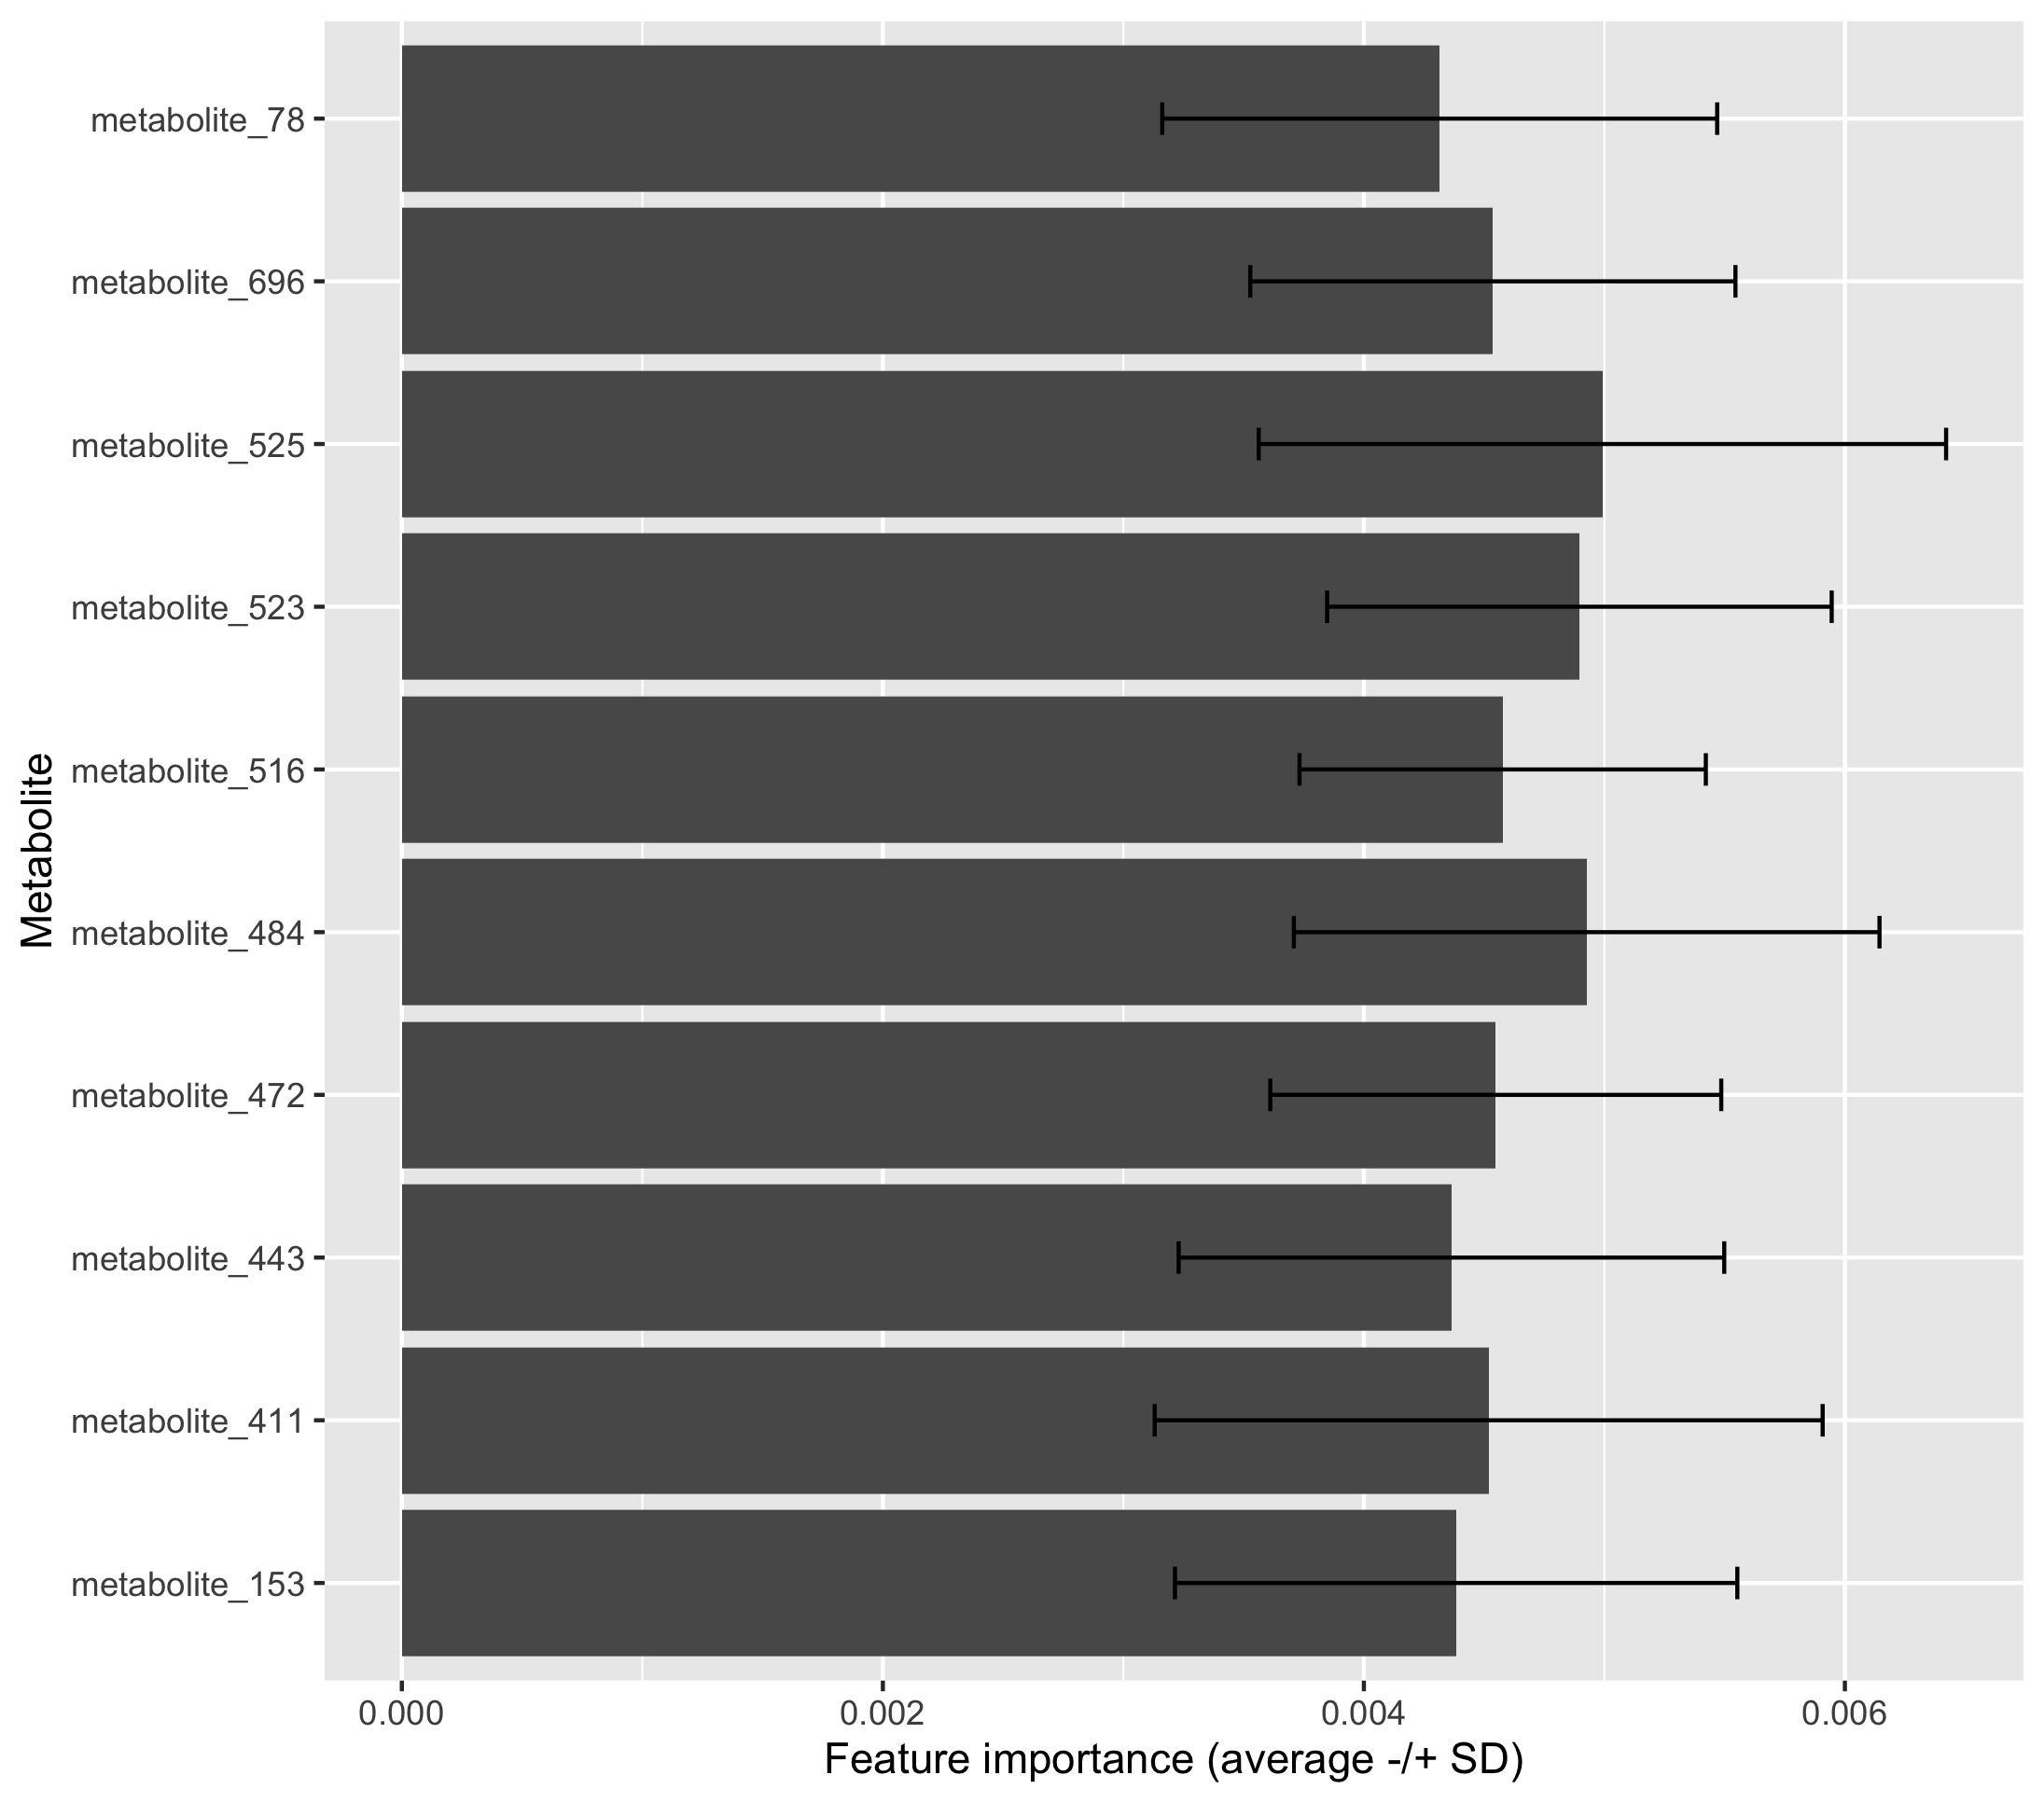 Metabolite
metabolite_78
metabolite_696
metabolite_525
metabolite_523
metabolite_516
metabolite_484
metabolite_472
metabolite_443
metabolite_411
metabolite_153
0.000 0.002 0.004 0.006
Feature importance (average -/+ SD)